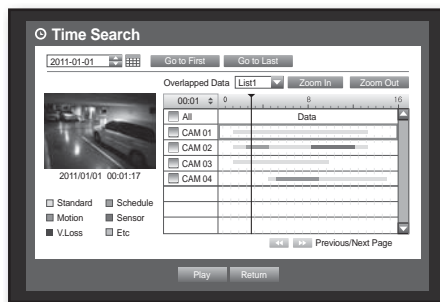 Time Search
2011-01-01
Go to First
Go to Last
Overlapped Data List1 Zoom In Zoom Out
00:01 0 8 16
All Data
CAM 01
CAM 02
CAM 03
CAM 04
2011/01/01 00:01:17
Standard Schedule
Motion Sensor
V.Loss Etc
Previous/Next Page
Play Return